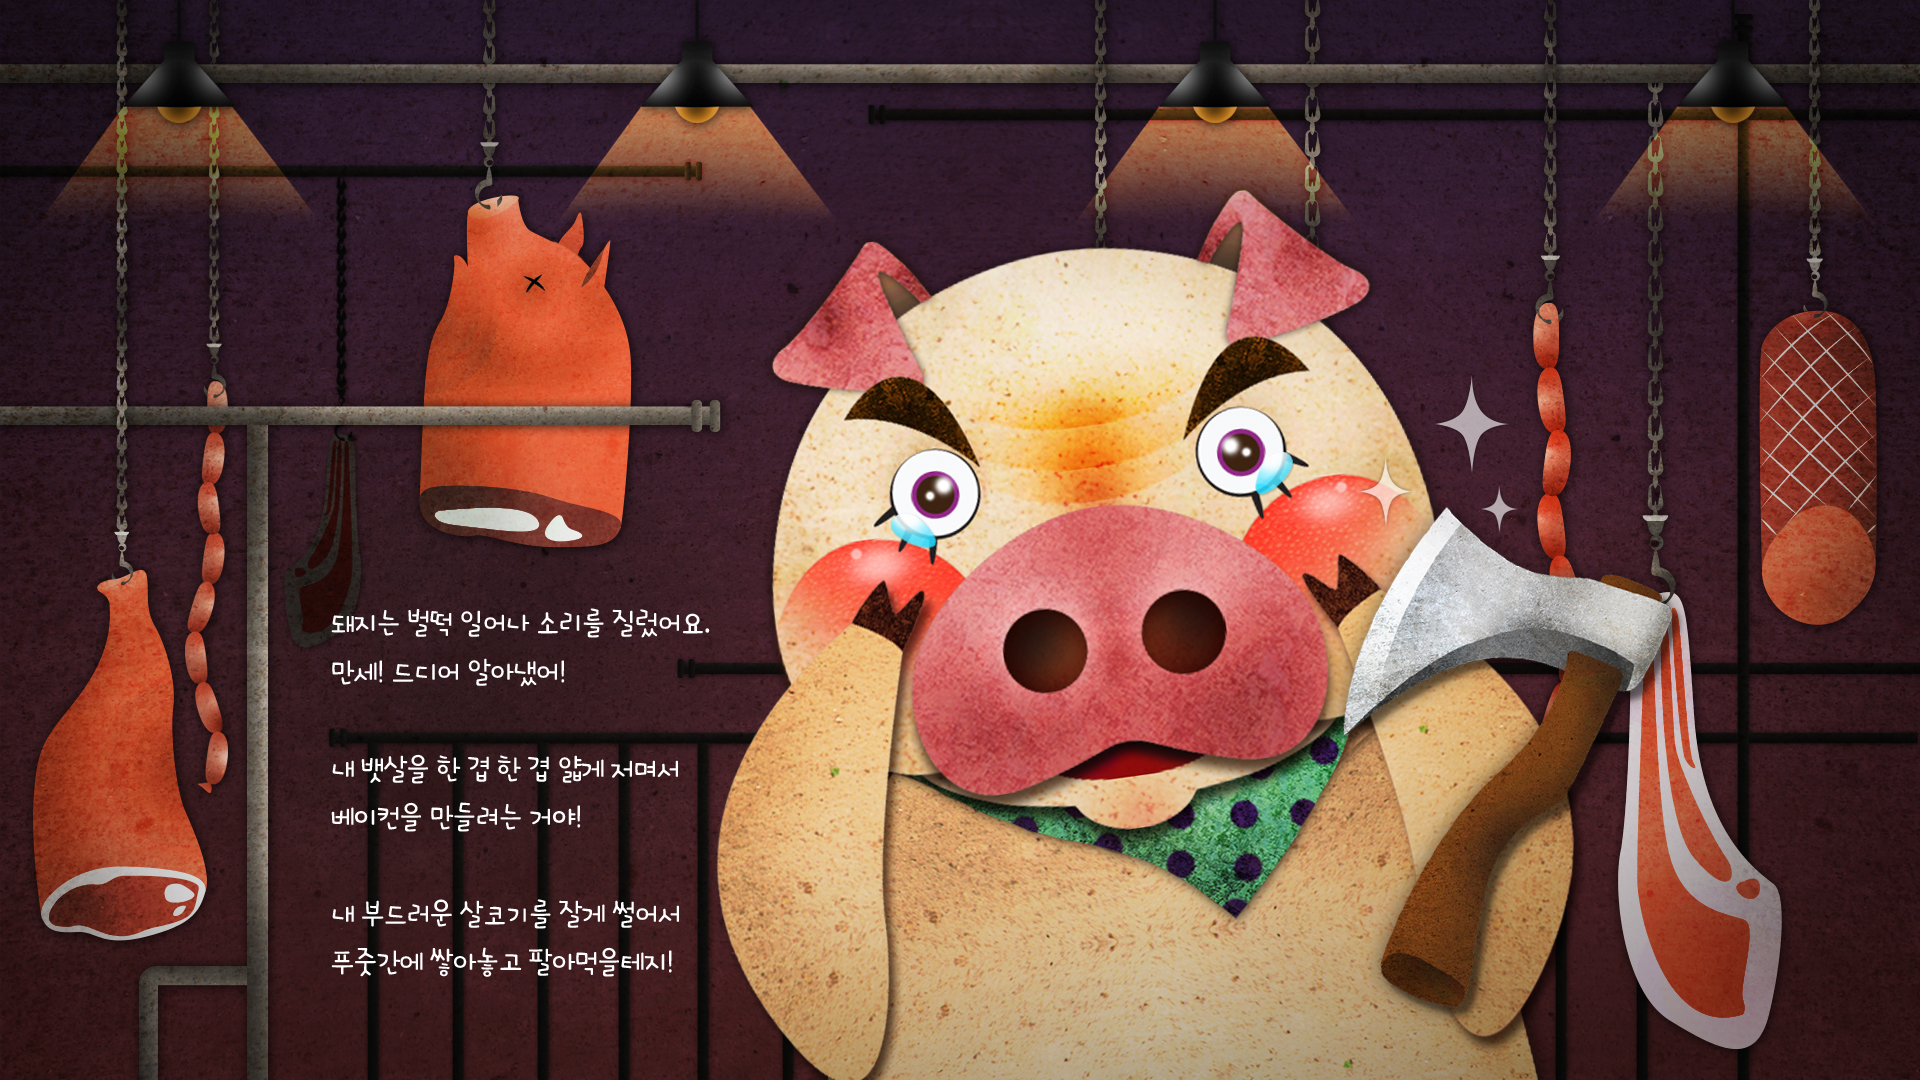 돼지는 벌떡 일어나 소리를 질렀어요.
만세! 드디어 알아냈어!
내 뱃살을 한 겹 한 겹 얇게 저며서
베이컨을 만들려는 거야!
내 부드러운 살코기를 잘게 썰어서
푸줏간에 쌓아놓고 팔아먹을테지!